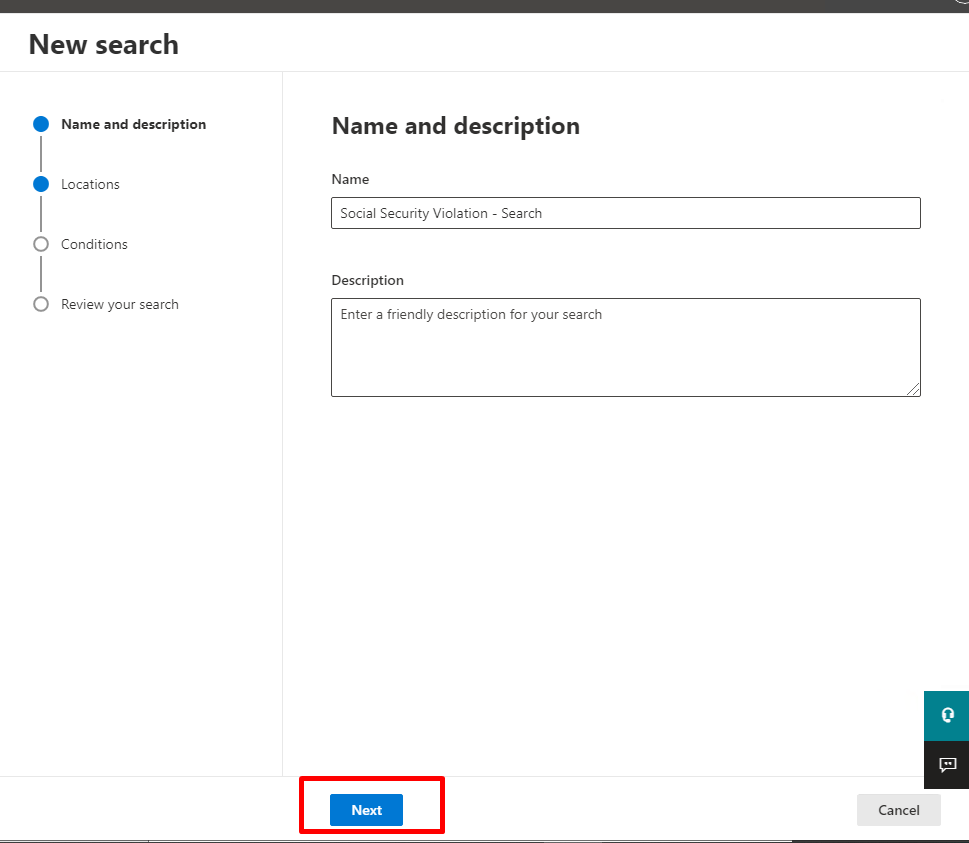 New search
Name and description
Locations
Conditions
Review your search
Name and description
Name
Social Security Violation - Search
Description
Enter a friendly description for your search
Next
Cancel